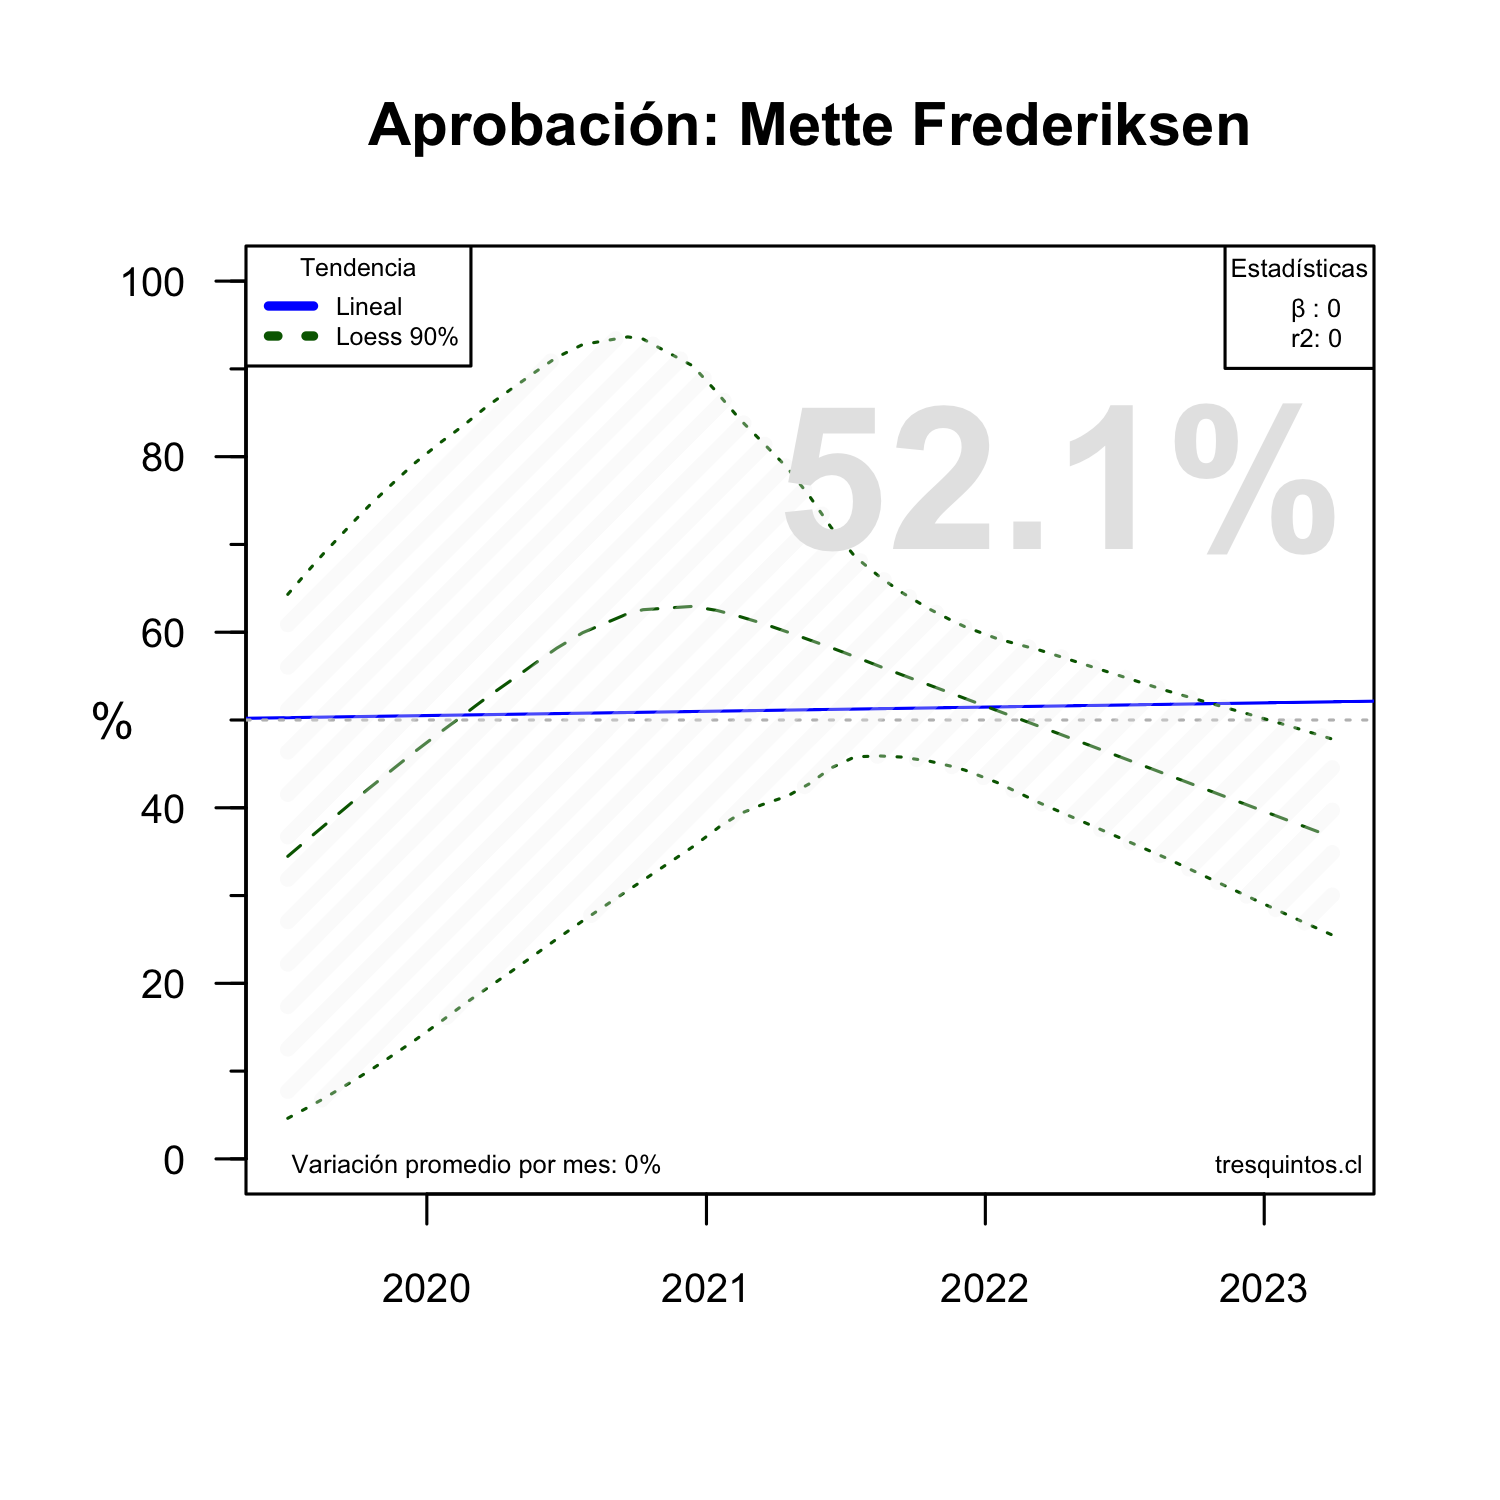 Aprobación: Mette Frederiksen
Tendencia
Lineal
Loess 90%
Estadísticas
β : 0
r2: 0
52.1%
100
80
60
40
20
0
%
Variación promedio por mes: 0%
tresquintos.cl
2020
2021
2022
2023